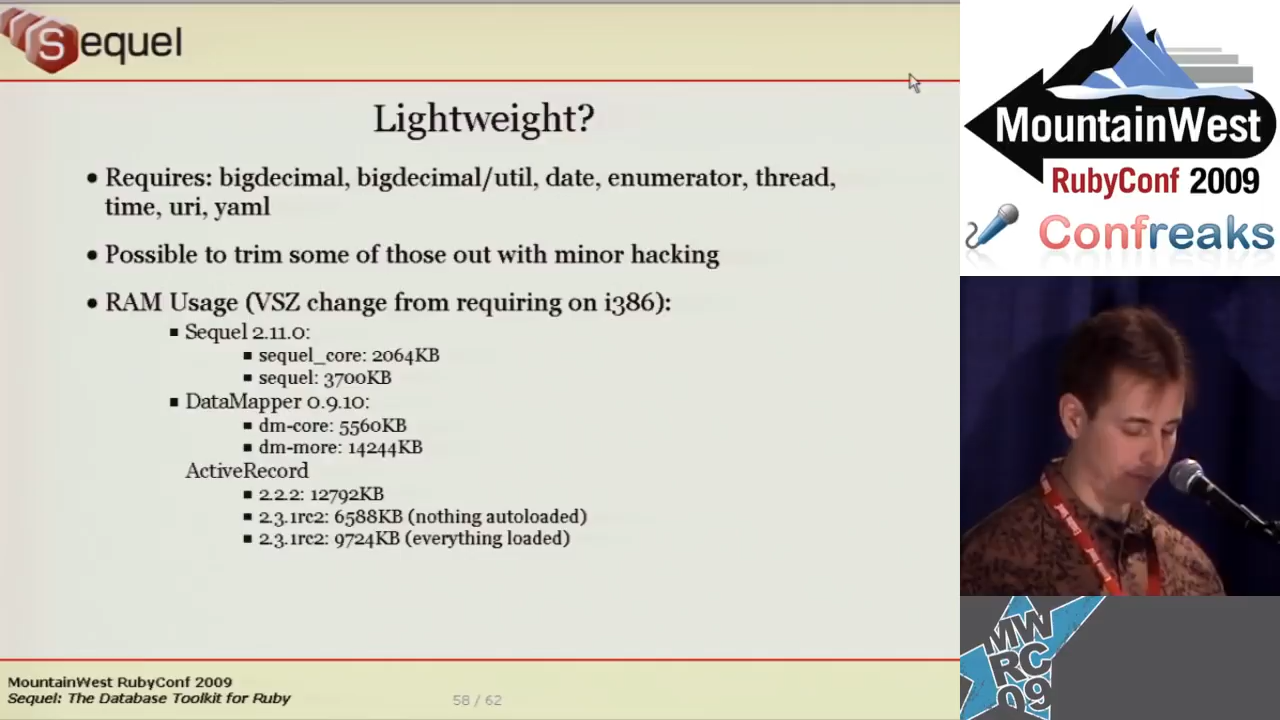 Sequel
Lightweight?
• Requires: bigdecimal, bigdecimal/util, date, enumerator, thread,
time, uri, yaml
• Possible to trim some of those out with minor hacking
• RAM Usage (VSZ change from requiring on i386):
▪ Sequel 2.11.0:
▪ sequel_core: 2064KB
▪ sequel: 3700KB
▪ DataMapper 0.9.10:
▪ dm-core: 5560KB
▪ dm-more: 14244KB
ActiveRecord
▪ 2.2.2: 12792KB
▪ 2.3.1rc2: 6588KB (nothing autoloaded)
▪ 2.3.1rc2: 9724KB (everything loaded)
MountainWest RubyConf 2009
Sequel: The Database Toolkit for Ruby
58 / 62
MountainWest
RubyConf 2009
Confreaks
MW
RC
09